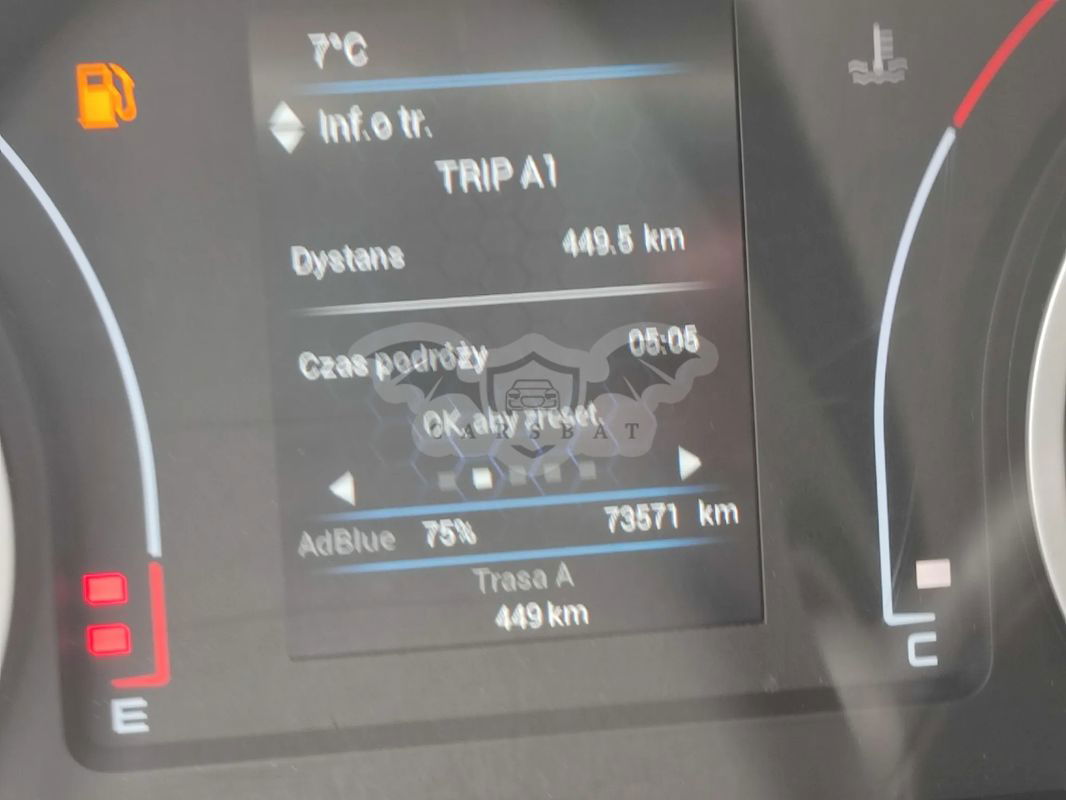 7°C
Inf.o tr.
TRIP A1
Dystans 449.5 km
Czas podróży 05:05
OK aby zreset.
CARSBAT
AdBlue 75% 73571 km
Trasa A
449 km
E
C